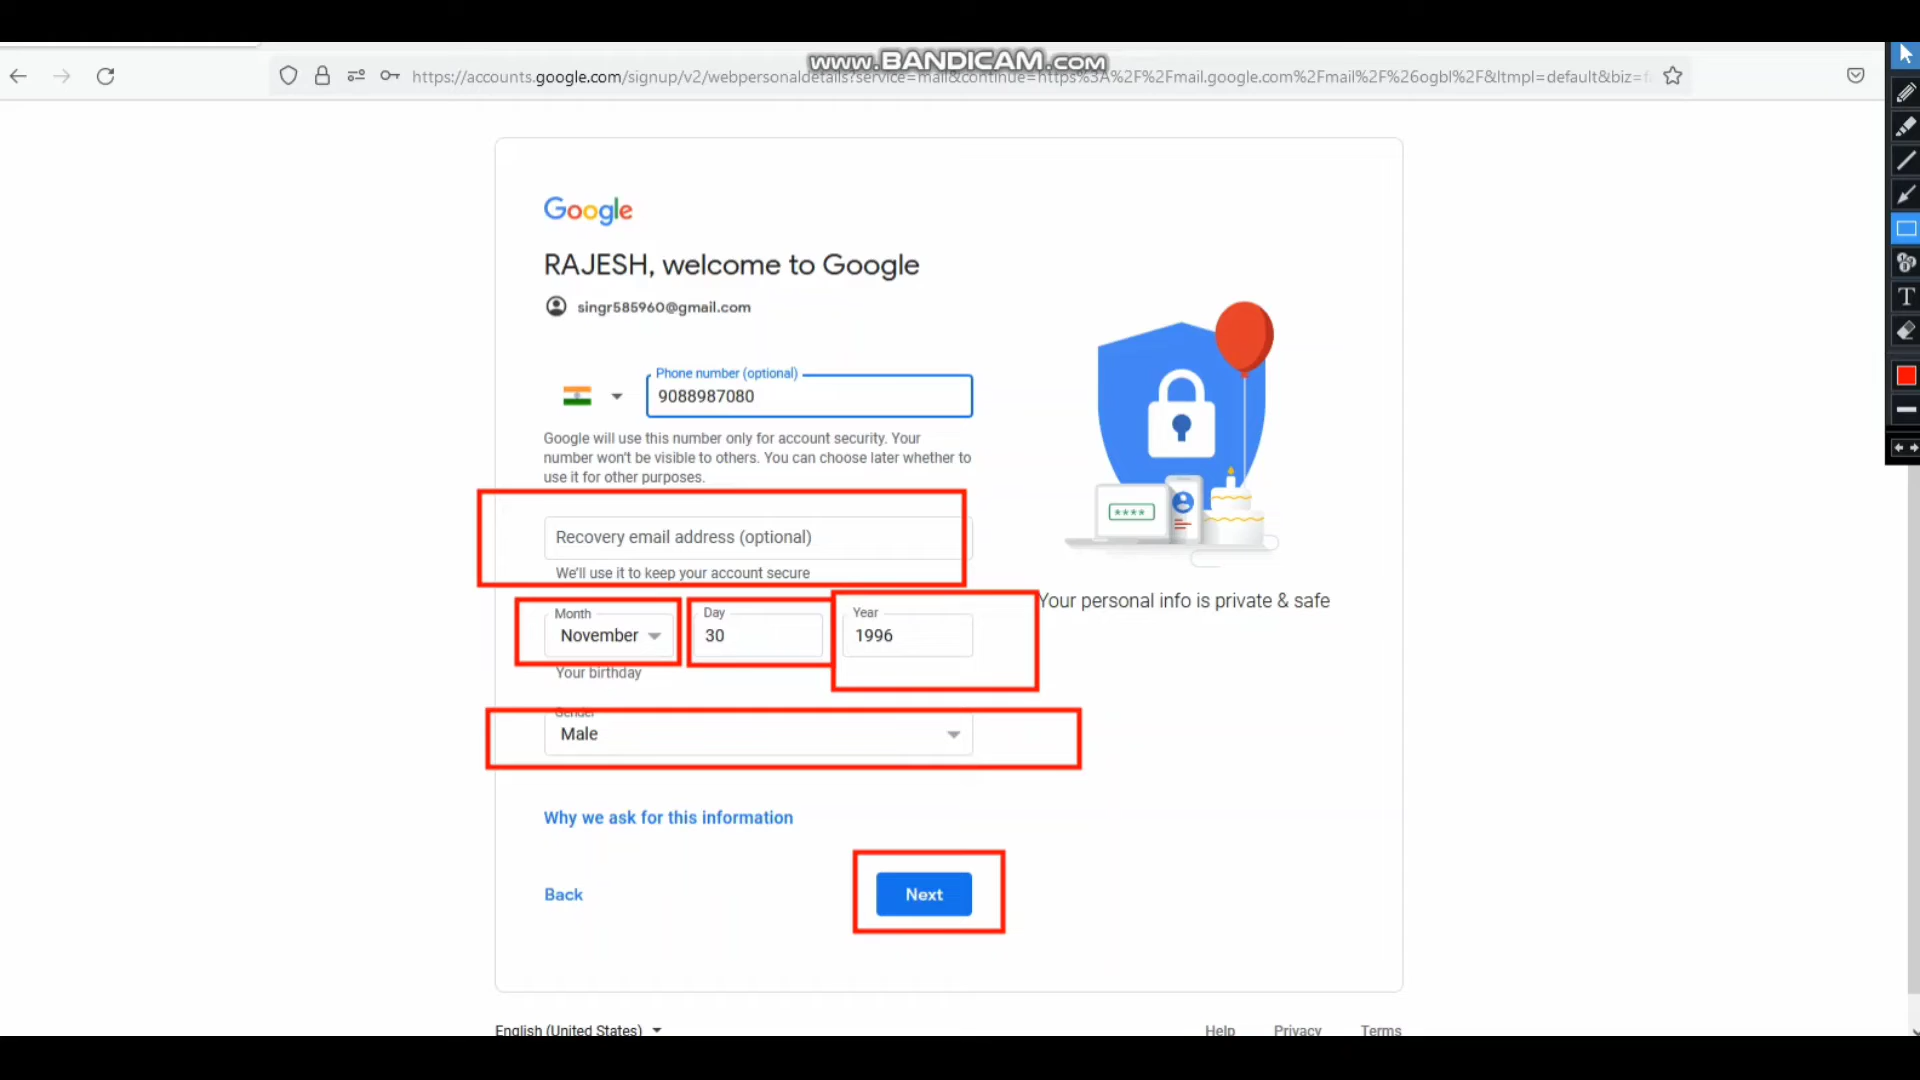 www.BANDICAM.com
https://accounts.google.com/signup/v2/webpersonaldetails?service=mail&continue=https%3A%2F%2Fmail.google.com%2Fmail%2F%26ogbl%2F&ltmpl=default&biz=f
Google
RAJESH, welcome to Google
singr585960@gmail.com
Phone number (optional)
9088987080
Google will use this number only for account security. Your
number won't be visible to others. You can choose later whether to
use it for other purposes.
Recovery email address (optional)
We'll use it to keep your account secure
Month
November
Day
30
Year
1996
Your birthday
Gender
Male
Why we ask for this information
Back
Next
****
Your personal info is private & safe
English (United States)
Help
Privacy
Terms
T